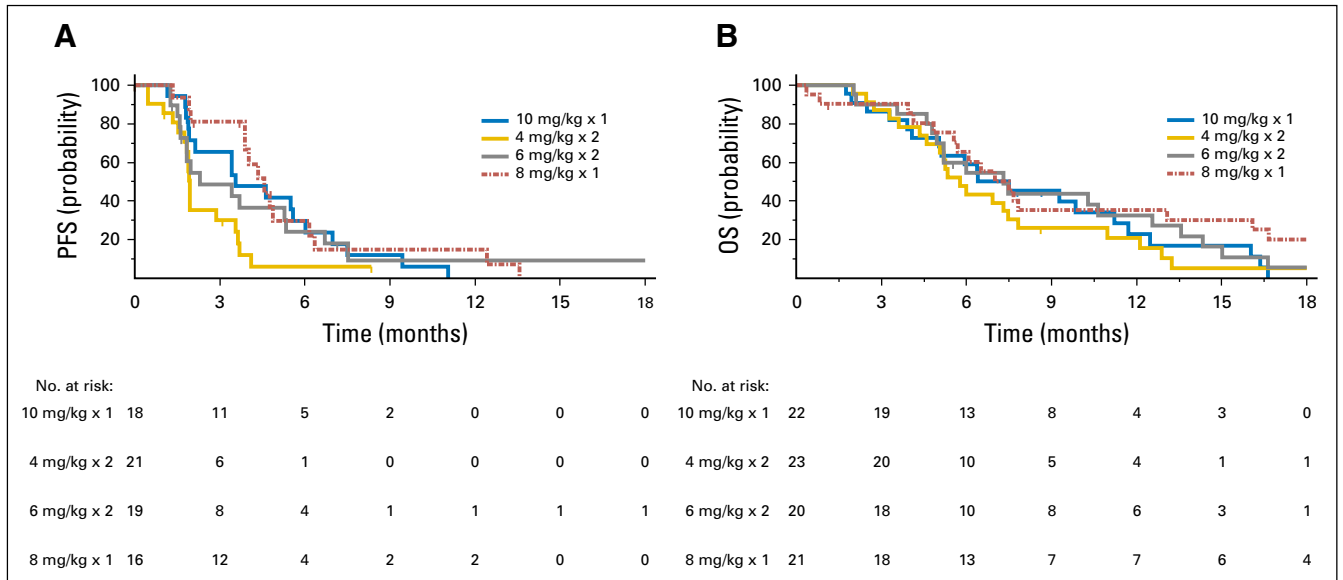 A
PFS (probability)
100
80
60
40
20
0 3 6 9 12 15 18
Time (months)
10 mg/kg x 1
4 mg/kg x 2
6 mg/kg x 2
8 mg/kg x 1
No. at risk:
10 mg/kg x 1 18 11 5 2 0 0 0
4 mg/kg x 2 21 6 1 0 0 0 0
6 mg/kg x 2 19 8 4 1 1 1 1
8 mg/kg x 1 16 12 4 2 2 0 0
B
OS (probability)
100
80
60
40
20
0 3 6 9 12 15 18
Time (months)
10 mg/kg x 1
4 mg/kg x 2
6 mg/kg x 2
8 mg/kg x 1
No. at risk:
10 mg/kg x 1 22 19 13 8 4 3 0
4 mg/kg x 2 23 20 10 5 4 1 1
6 mg/kg x 2 20 18 10 8 6 3 1
8 mg/kg x 1 21 18 13 7 7 6 4